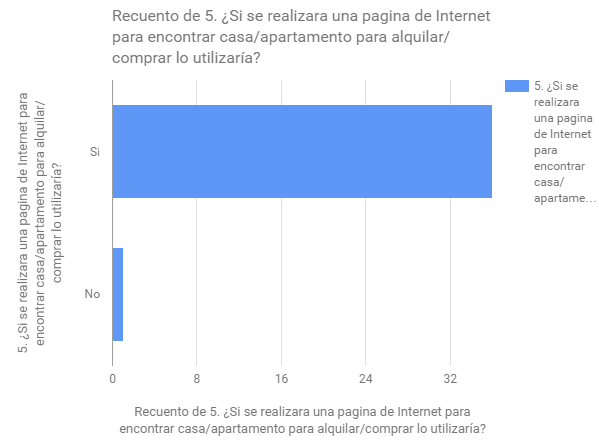 Recuento de 5. ¿Si se realizara una pagina de Internet
para encontrar casa/apartamento para alquilar/
comprar lo utilizaría?
5. ¿Si se realizara una pagina de Internet para
encontrar casa/apartamento para alquilar/
comprar lo utilizaría?
Si
No
0 8 16 24 32
Recuento de 5. ¿Si se realizara una pagina de Internet para
encontrar casa/apartamento para alquilar/comprar lo utilizaría?
5. ¿Si se
realizara
una pagina
de Internet
para
encontrar
casa/
apartame…